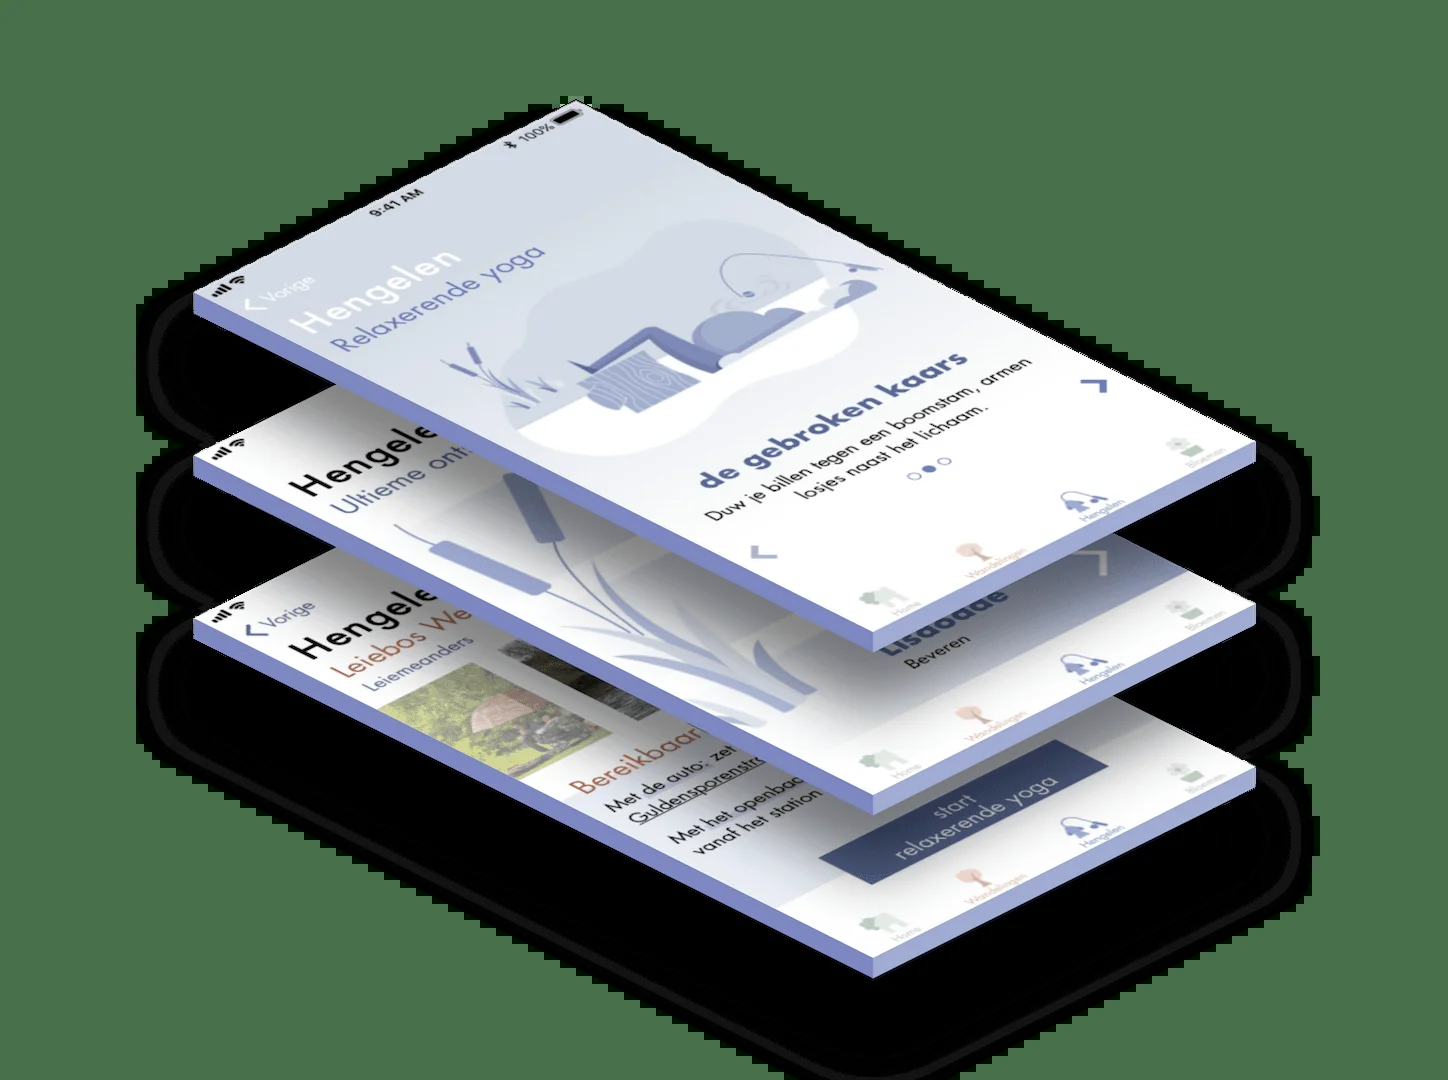 100%
9:41 AM
Vorige
Hengelen
Relaxerende yoga
de gebroken kaars
Duw je billen tegen een boomstam, armen
losjes naast het lichaam.
Home
Wandelingen
Hengelen
Bloemen
Hengele
Ultieme ont
Lisdodde
Beveren
Home
Wandelingen
Hengelen
Bloemen
Vorige
Hengele
Leiebos We
Leiemeanders
Bereikbaar
Met de auto: zet
Guldensporenstr
Met het openbac
vanaf het station
start
relaxerende yoga
Home
Wandelingen
Hengelen
Bloemen